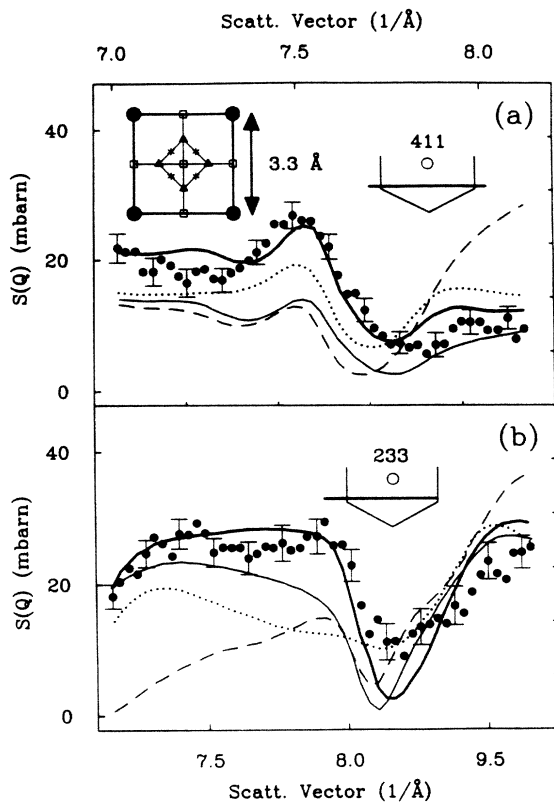 Scatt. Vector (1/Å)
7.0 7.5 8.0
(a)
411
3.3 Å
40
20
0
S(Q) (mbarn)
(b)
233
40
20
0
S(Q) (mbarn)
7.5 8.0 9.5
Scatt. Vector (1/Å)